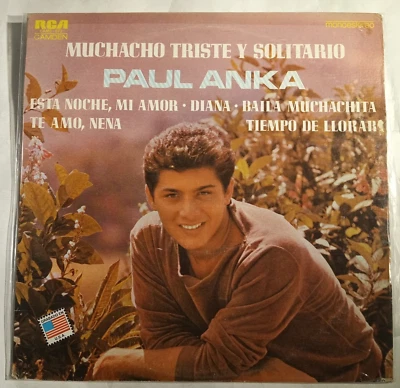 RCA
CAMDEN
MUCHACHO TRISTE Y SOLITARIO
PAUL ANKA
ESTA NOCHE, MI AMOR · DIANA · BAILA MUCHACHITA
TE AMO, NENA TIEMPO DE LLORAR